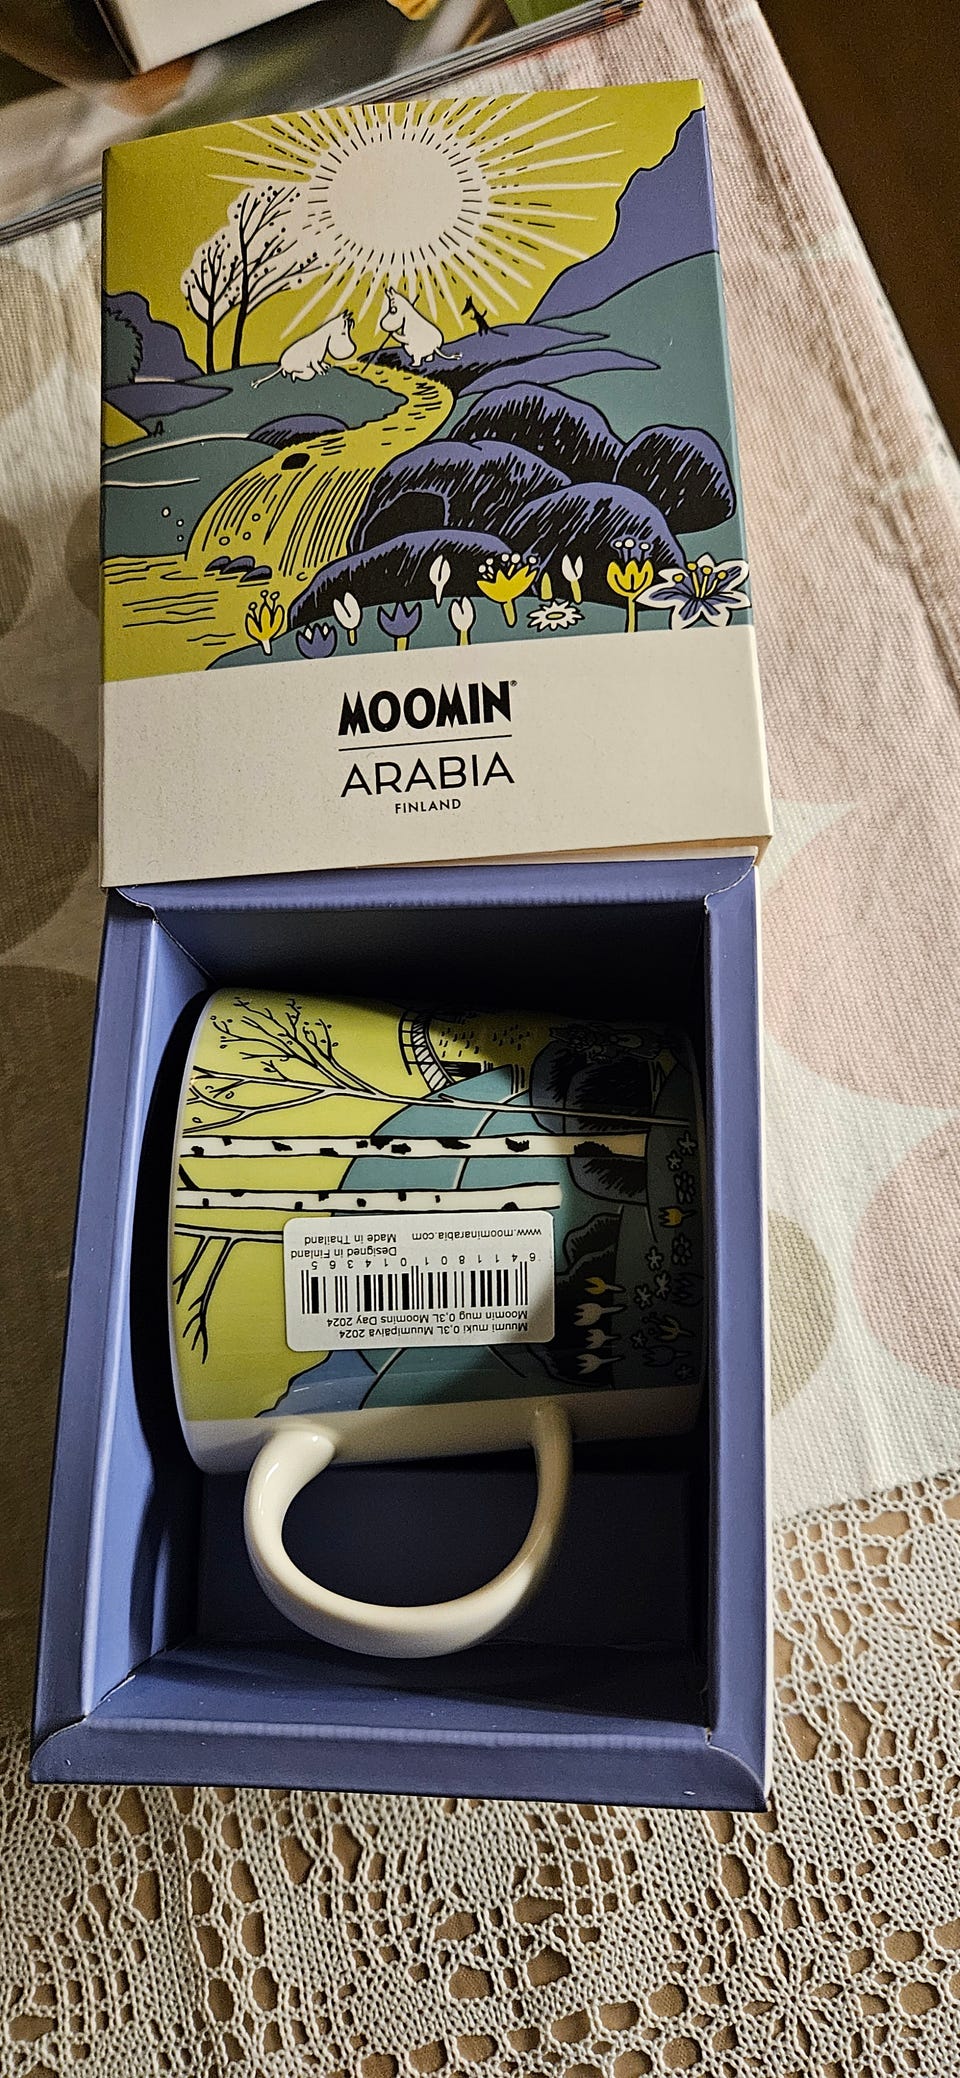 MOOMIN®
ARABIA
FINLAND
Muumi muki 0,3L Muumipäivä 2024
Moomin mug 0,3L Moomins Day 2024
6 411801 014365
Designed in Finland
Made in Thailand
www.moominarabia.com